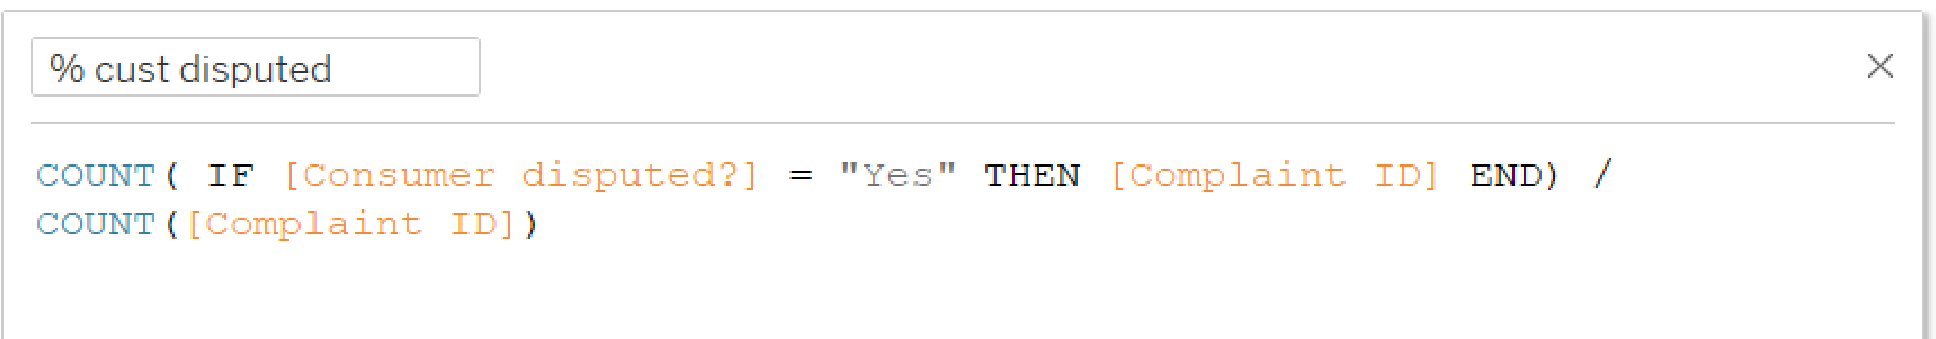 % cust disputed
COUNT( IF [Consumer disputed?] = "Yes" THEN [Complaint ID] END) /
COUNT([Complaint ID])